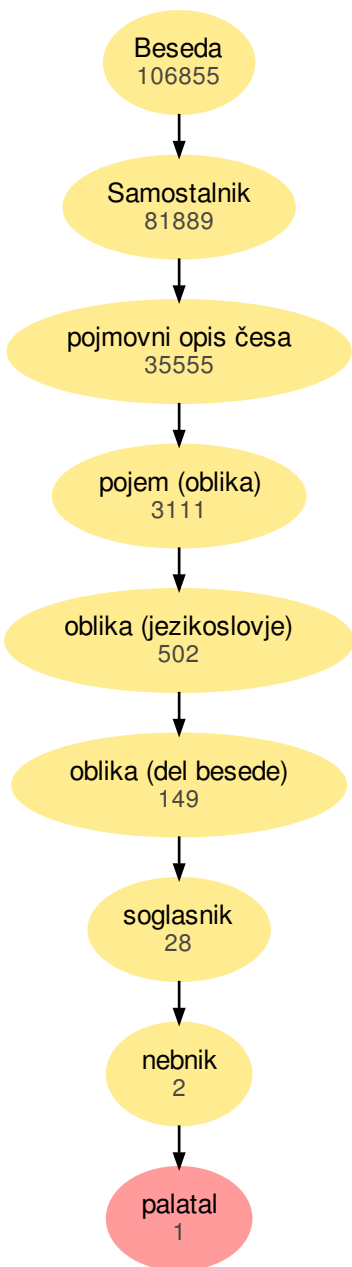 Beseda
106855
Samostalnik
81889
pojmovni opis česa
35555
pojem (oblika)
3111
oblika (jezikoslovje)
502
oblika (del besede)
149
soglasnik
28
nebnik
2
palatal
1